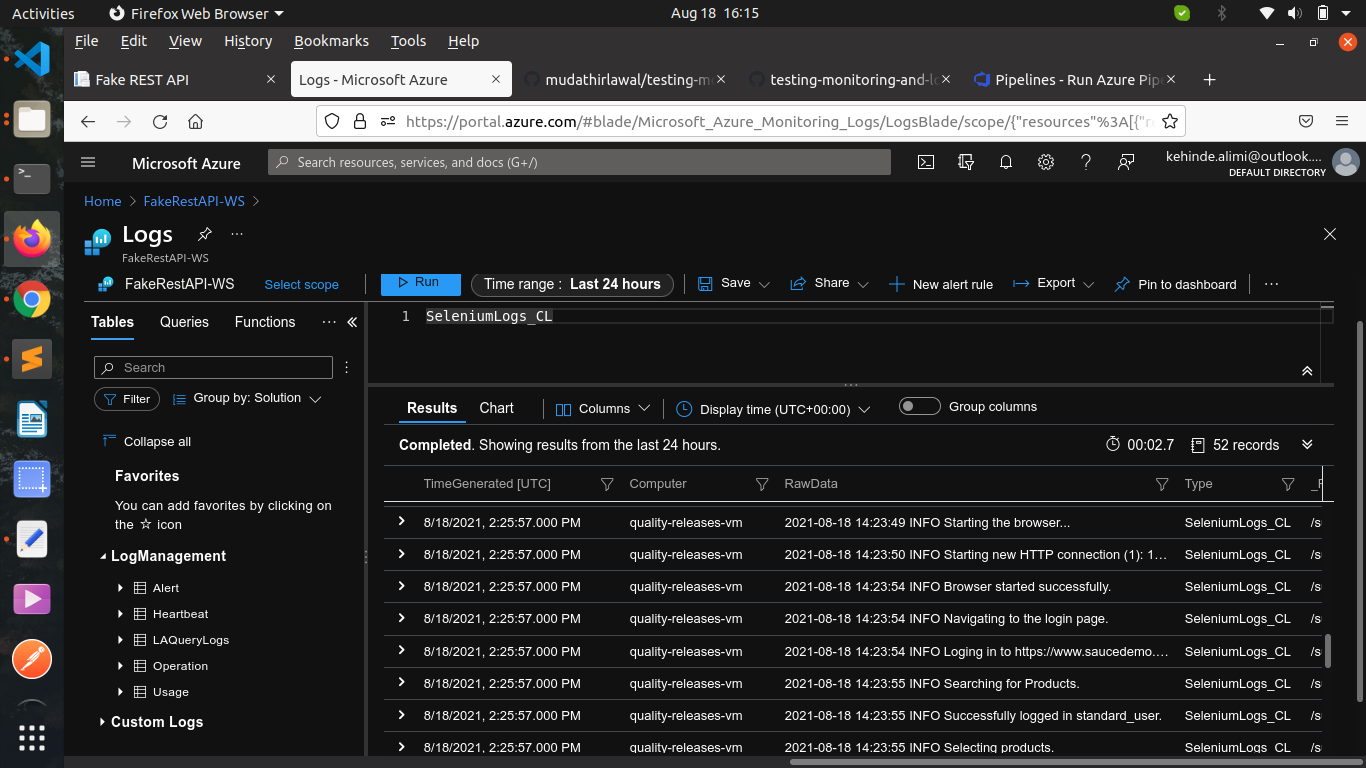 Activities
Firefox Web Browser
Aug 18 16:15
File Edit View History Bookmarks Tools Help
Fake REST API
Logs - Microsoft Azure
mudathirlawal/testing-m
testing-monitoring-and-l
Pipelines - Run Azure Pip
https://portal.azure.com/#blade/Microsoft_Azure_Monitoring_Logs/LogsBlade/scope/{"resources"%3A[{"r
Microsoft Azure
Search resources, services, and docs (G+/)
kehinde.alimi@outlook....
DEFAULT DIRECTORY
Home > FakeRestAPI-WS >
Logs
FakeRestAPI-WS
FakeRestAPI-WS Select scope
Run
Time range : Last 24 hours
Save
Share
New alert rule
Export
Pin to dashboard
Tables Queries Functions
1 SeleniumLogs_CL
Search
Filter
Group by: Solution
Collapse all
Favorites
You can add favorites by clicking on
the ☆ icon
LogManagement
Alert
Heartbeat
LAQueryLogs
Operation
Usage
Custom Logs
Results Chart
Columns
Display time (UTC+00:00)
Group columns
Completed. Showing results from the last 24 hours.
00:02.7
52 records
TimeGenerated [UTC] Computer RawData Type
8/18/2021, 2:25:57.000 PM quality-releases-vm 2021-08-18 14:23:49 INFO Starting the browser... SeleniumLogs_CL /s
8/18/2021, 2:25:57.000 PM quality-releases-vm 2021-08-18 14:23:50 INFO Starting new HTTP connection (1): 1... SeleniumLogs_CL /s
8/18/2021, 2:25:57.000 PM quality-releases-vm 2021-08-18 14:23:54 INFO Browser started successfully. SeleniumLogs_CL /s
8/18/2021, 2:25:57.000 PM quality-releases-vm 2021-08-18 14:23:54 INFO Navigating to the login page. SeleniumLogs_CL /s
8/18/2021, 2:25:57.000 PM quality-releases-vm 2021-08-18 14:23:54 INFO Loging in to https://www.saucedemo.... SeleniumLogs_CL /s
8/18/2021, 2:25:57.000 PM quality-releases-vm 2021-08-18 14:23:55 INFO Searching for Products. SeleniumLogs_CL /s
8/18/2021, 2:25:57.000 PM quality-releases-vm 2021-08-18 14:23:55 INFO Successfully logged in standard_user. SeleniumLogs_CL /s
8/18/2021, 2:25:57.000 PM quality-releases-vm 2021-08-18 14:23:55 INFO Selecting products. SeleniumLogs_CL /s